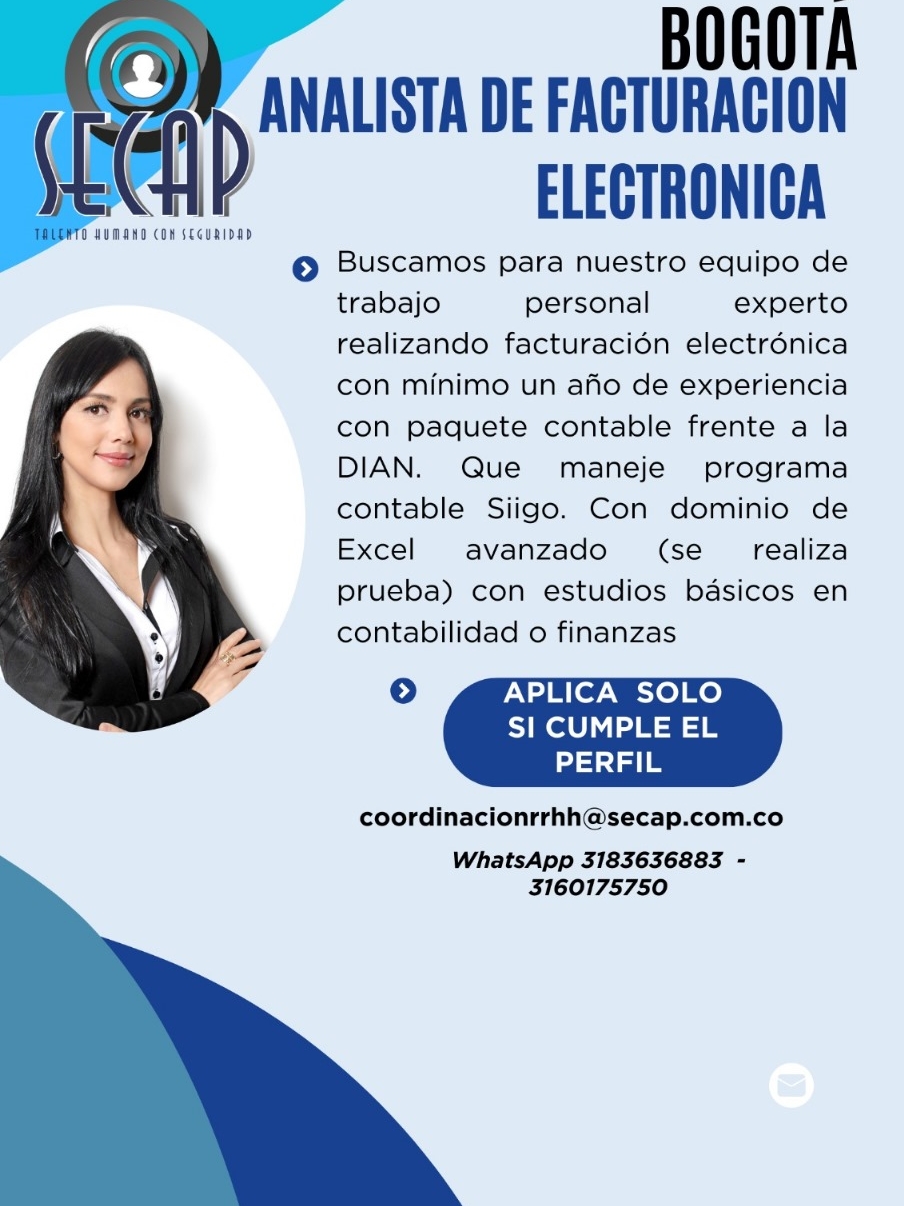 BOGOTÁ
ANALISTA DE FACTURACION
ELECTRONICA
SECAP
TALENTO HUMANO CON SEGURIDAD
Buscamos para nuestro equipo de
trabajo personal experto
realizando facturación electrónica
con mínimo un año de experiencia
con paquete contable frente a la
DIAN. Que maneje programa
contable Siigo. Con dominio de
Excel avanzado (se realiza
prueba) con estudios básicos en
contabilidad o finanzas
APLICA SOLO
SI CUMPLE EL
PERFIL
coordinacionrrhh@secap.com.co
WhatsApp 3183636883 -
3160175750